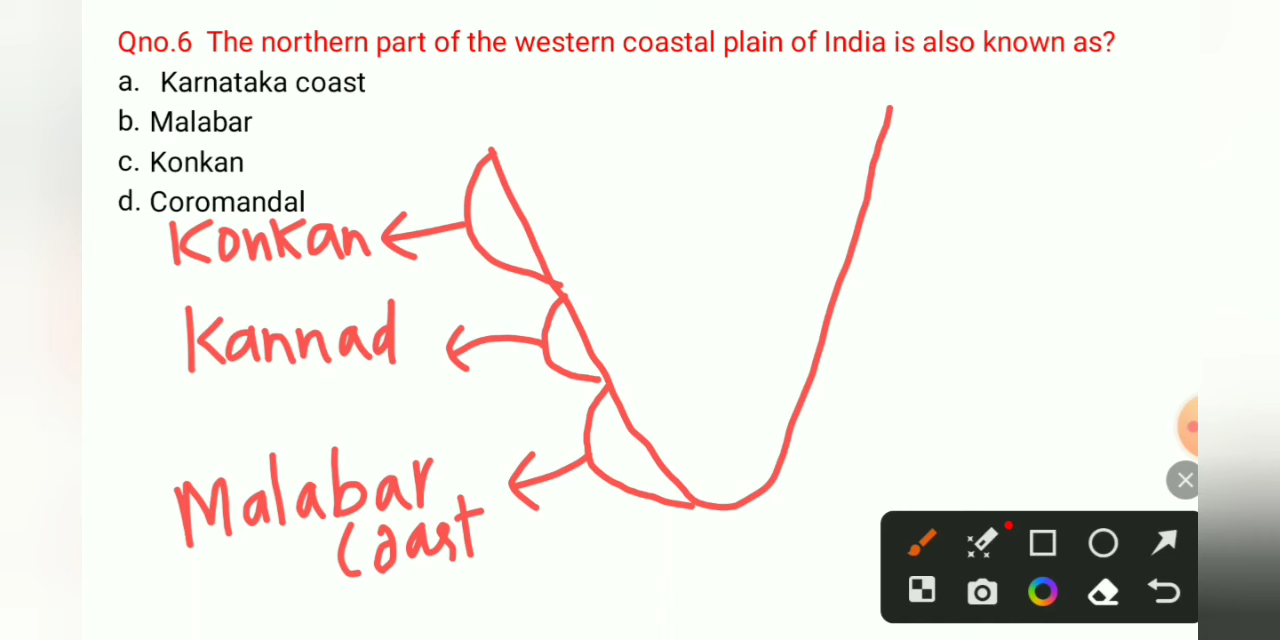 Qno.6 The northern part of the western coastal plain of India is also known as?
a. Karnataka coast
b. Malabar
c. Konkan
d. Coromandal
Konkan
Kannad
Malabar
Coast